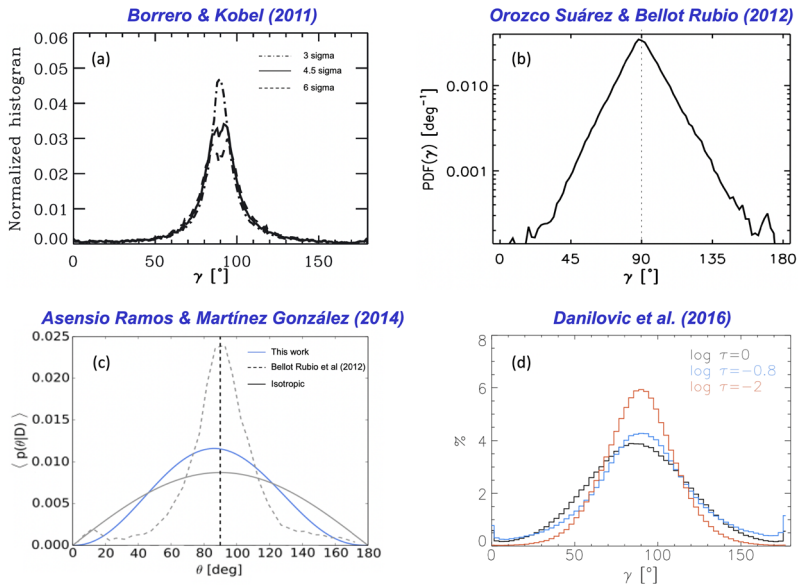 Borrero & Kobel (2011)
(a)
3 sigma
4.5 sigma
6 sigma
Normalized histogran
0.06
0.05
0.04
0.03
0.02
0.01
0.00
0
50
100
150
γ [°]
Orozco Suárez & Bellot Rubio (2012)
(b)
PDF(γ) [deg⁻¹]
0.010
0.001
0
45
90
135
180
γ [°]
Asensio Ramos & Martínez González (2014)
(c)
This work
Bellot Rubio et al (2012)
Isotropic
⟨ p(θ|D) ⟩
0.025
0.020
0.015
0.010
0.005
0.000
0
20
40
60
80
100
120
140
160
180
θ [deg]
Danilovic et al. (2016)
(d)
log τ=0
log τ=−0.8
log τ=−2
%
8
6
4
2
0
0
50
100
150
γ [°]